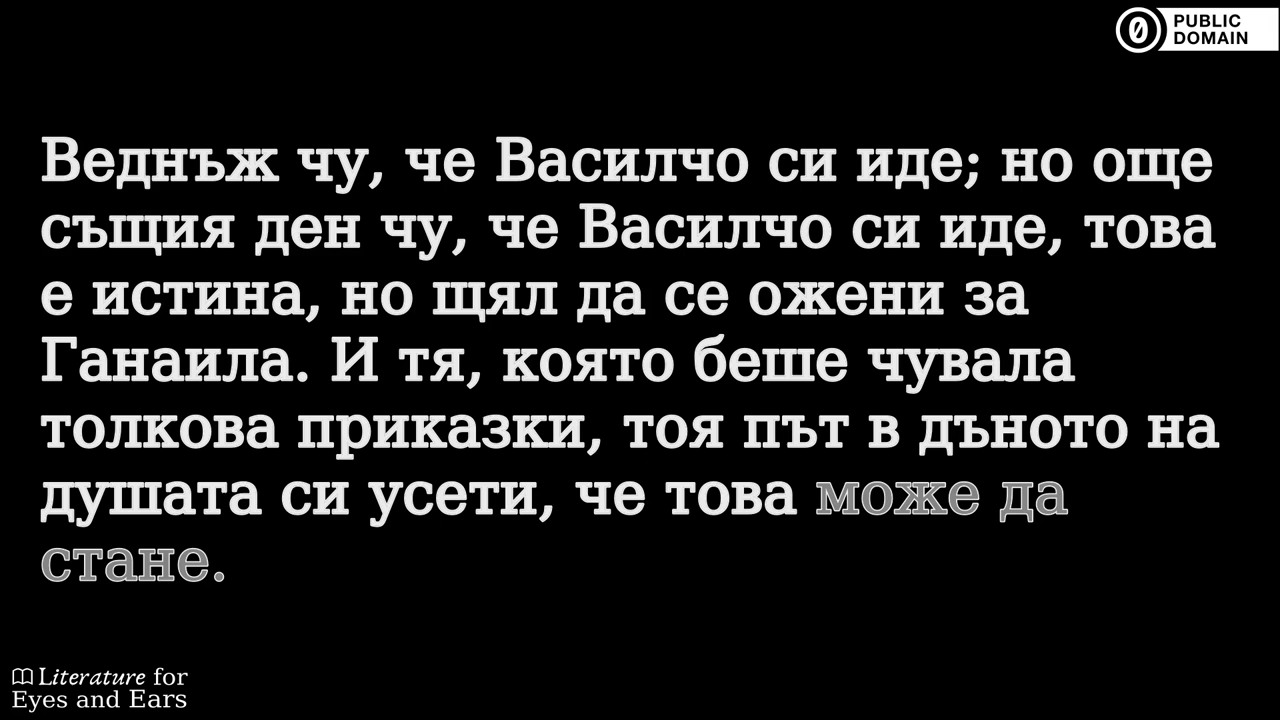 PUBLIC
DOMAIN
Веднъж чу, че Василчо си иде; но още
същия ден чу, че Василчо си иде, това
е истина, но щял да се ожени за
Ганаила. И тя, която беше чувала
толкова приказки, тоя път в дъното на
душата си усети, че това може да
стане.
Literature for
Eyes and Ears